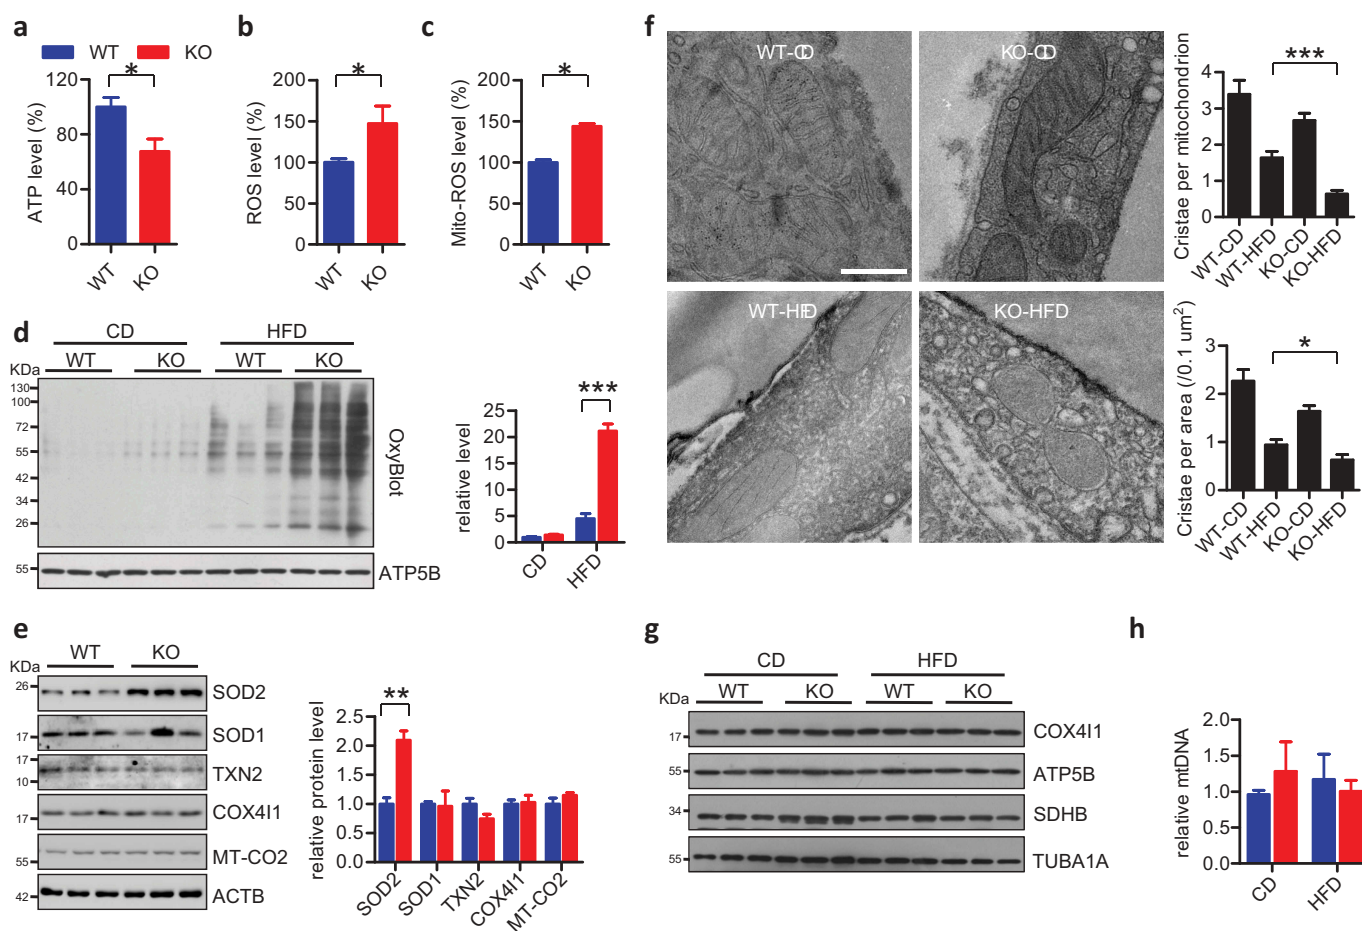 a
WT KO
ATP level (%)
120
80
40
0
WT
KO
*
b
ROS level (%)
200
150
100
50
0
WT
KO
*
c
Mito-ROS level (%)
200
150
100
50
0
WT
KO
*
d
CD HFD
WT KO WT KO
KDa
130
100
72
55
42
34
26
OxyBlot
55
ATP5B
relative level
25
20
15
10
5
0
CD
HFD
***
e
WT KO
KDa
26
SOD2
17
SOD1
17
10
TXN2
17
COX4I1
55
MT-CO2
42
ACTB
relative protein level
2.5
2.0
1.5
1.0
0.5
0.0
SOD2
SOD1
TXN2
COX4I1
MT-CO2
**
f
WT-CD
KO-CD
WT-HFD
KO-HFD
Cristae per mitochondrion
4
3
2
1
0
WT-CD
WT-HFD
KO-CD
KO-HFD
***
Cristae per area (/0.1 um²)
3
2
1
0
WT-CD
WT-HFD
KO-CD
KO-HFD
*
g
CD HFD
WT KO WT KO
KDa
17
COX4I1
55
ATP5B
34
SDHB
55
TUBA1A
h
relative mtDNA
2.0
1.5
1.0
0.5
0.0
CD
HFD